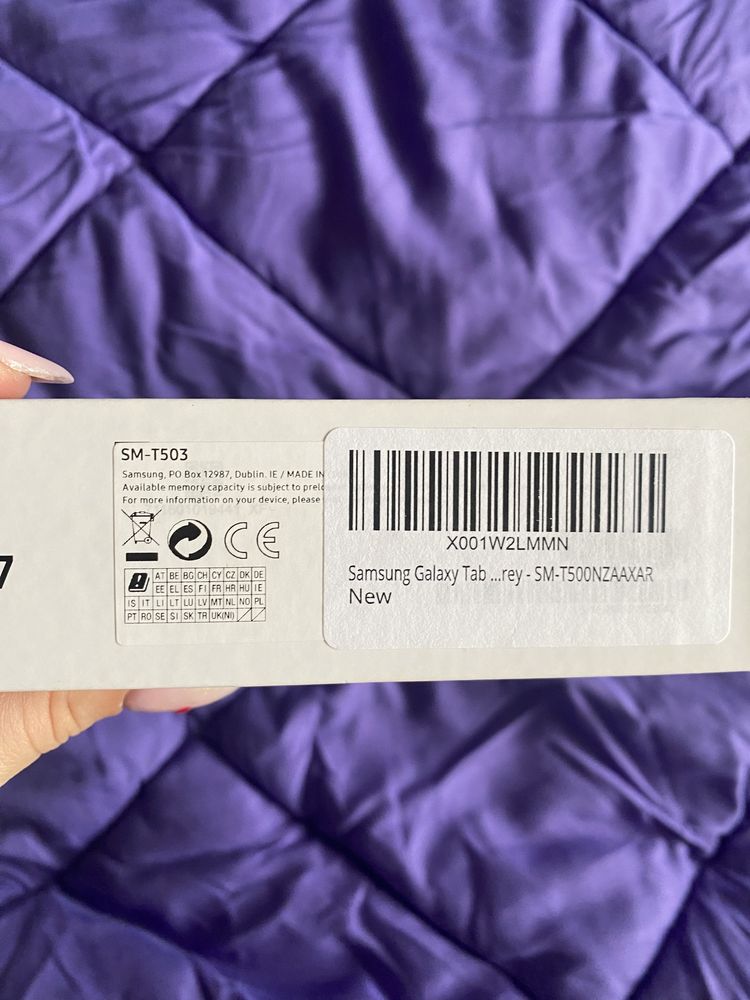 7
SM-T503
Samsung, PO Box 12987, Dublin. IE / MADE IN
Available memory capacity is subject to
For more information on your device, please
AT BE BG CH CY CZ DK DE
EE EL ES FI FR HR HU IE
IS IT LI LT LU LV MT NL NO PL
PT RO SE SI SK TR UK(NI)
X001W2LMMN
Samsung Galaxy Tab ...rey - SM-T500NZAAXAR
New